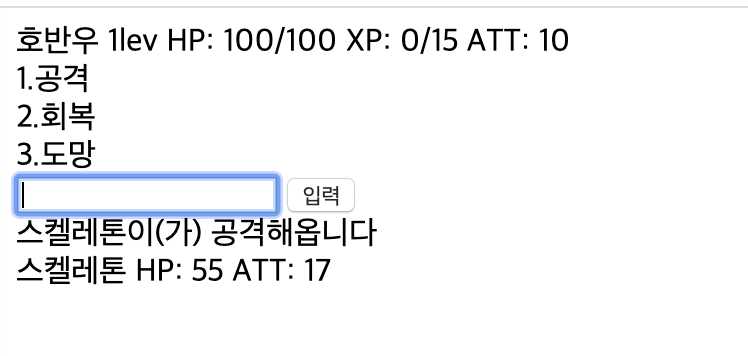 호반우 1lev HP: 100/100 XP: 0/15 ATT: 10
1.공격
2.회복
3.도망
입력
스켈레톤이(가) 공격해옵니다
스켈레톤 HP: 55 ATT: 17